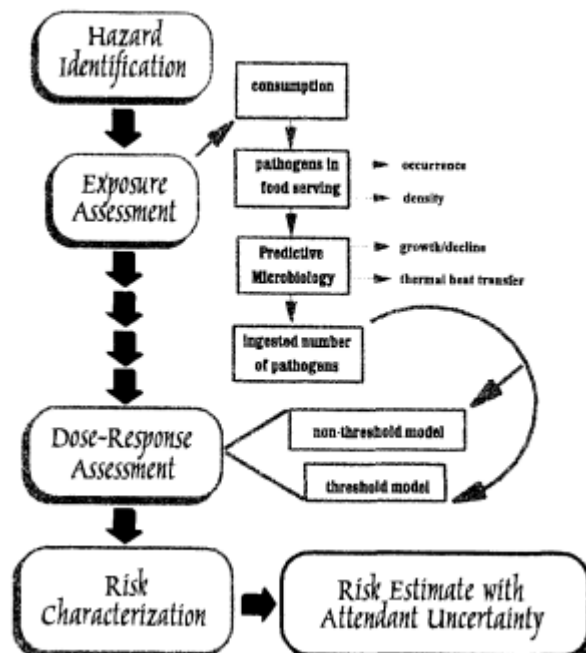 Hazard
Identification
consumption
Exposure
Assessment
pathogens in
food serving
occurrence
density
Predictive
Microbiology
growth/decline
thermal heat transfer
ingested number
of pathogens
Dose-Response
Assessment
non-threshold model
threshold model
Risk
Characterization
Risk Estimate with
Attendant Uncertainty